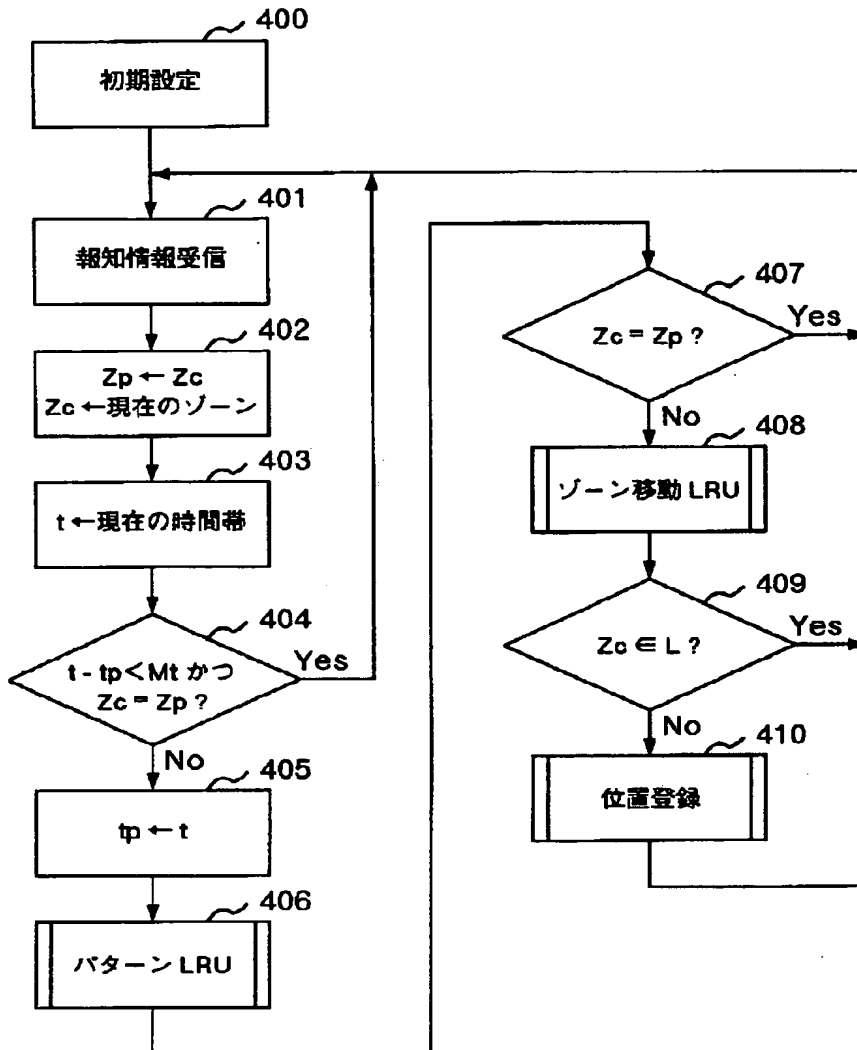 400
初期設定
401
報知情報受信
402
Zp ← Zc
Zc ←現在のゾーン
403
t ←現在の時間帯
404
t - tp < Mt かつ
Zc = Zp ?
Yes
No
405
tp ← t
406
パターン LRU
407
Zc = Zp ?
Yes
No
408
ゾーン移動 LRU
409
Zc ∈ L ?
Yes
No
410
位置登録